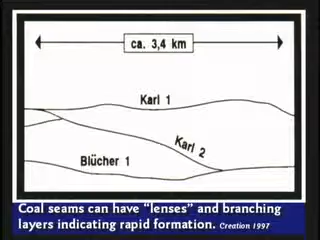 ca. 3,4 km
Karl 1
Karl 2
Blücher 1
Coal seams can have “lenses” and branching
layers indicating rapid formation. Creation 1997